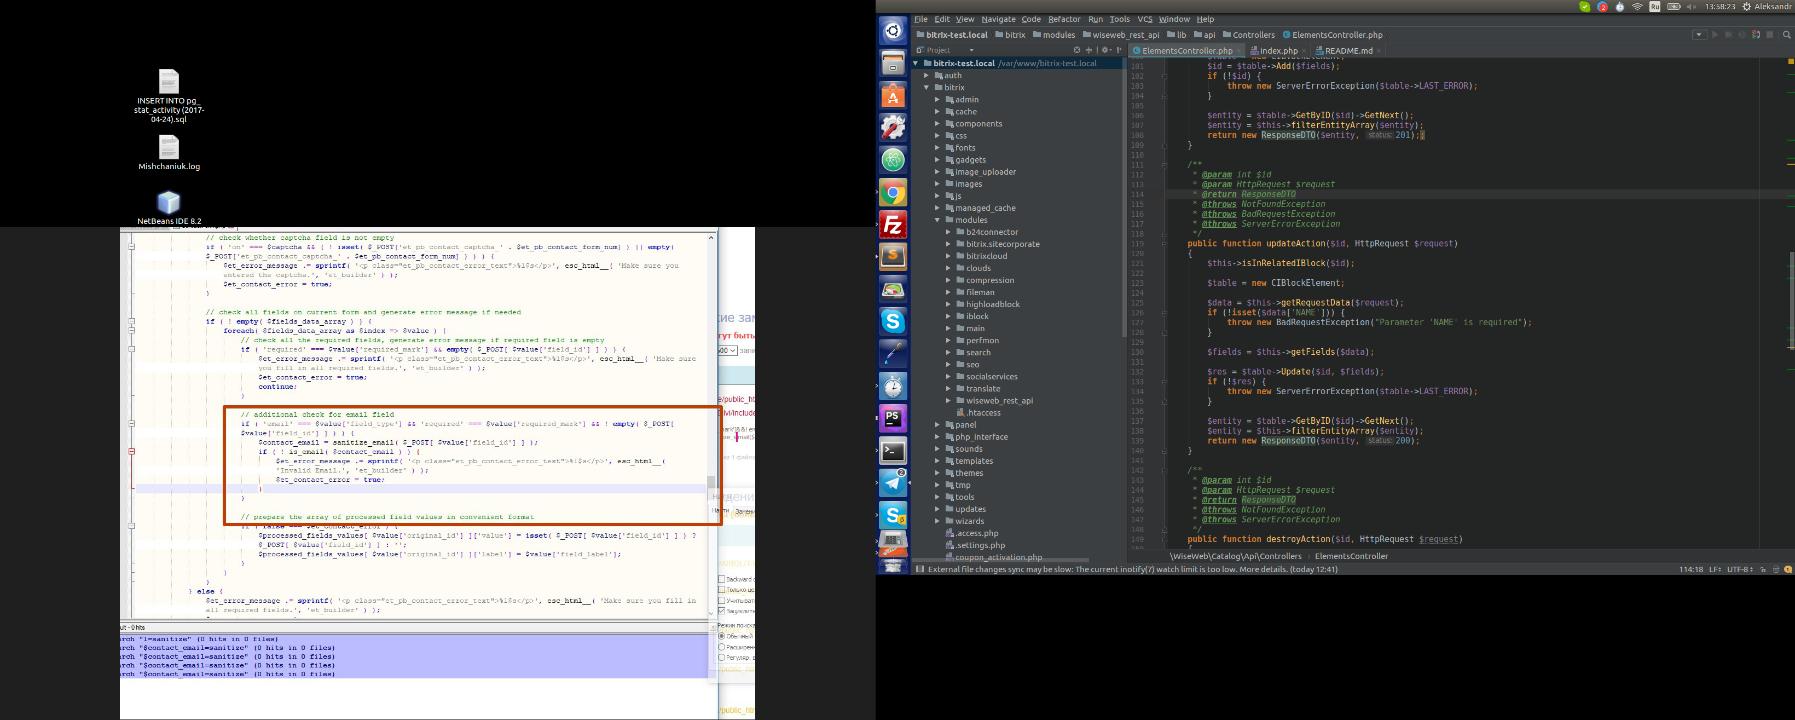 INSERT INTO pg_
stat_activity (2017-
04-24).sql
Mishchaniuk.log
NetBeans IDE 8.2
// check whether captcha field is not empty
if ( 'on' === $captcha && ( ! isset( $_POST['et_pb_contact_captcha_' . $et_pb_contact_form_num] ) || empty(
$_POST['et_pb_contact_captcha_' . $et_pb_contact_form_num] ) ) ) {
$et_error_message .= sprintf( '<p class="et_pb_contact_error_text">%1$s</p>', esc_html__( 'Make sure you
entered the captcha.', 'et_builder' ) );
$et_contact_error = true;
}
// check all fields on current form and generate error message if needed
if ( ! empty( $fields_data_array ) ) {
foreach( $fields_data_array as $index => $value ) {
// check all the required fields, generate error message if required field is empty
if ( 'required' === $value['required_mark'] && empty( $_POST[ $value['field_id'] ] ) ) {
$et_error_message .= sprintf( '<p class="et_pb_contact_error_text">%1$s</p>', esc_html__( 'Make sure
you fill in all required fields.', 'et_builder' ) );
$et_contact_error = true;
continue;
}
// additional check for email field
if ( 'email' === $value['field_type'] && 'required' === $value['required_mark'] && ! empty( $_POST[
$value['field_id'] ] ) ) {
$contact_email = sanitize_email( $_POST[ $value['field_id'] ] );
if ( ! is_email( $contact_email ) ) {
$et_error_message .= sprintf( '<p class="et_pb_contact_error_text">%1$s</p>', esc_html__(
'Invalid Email.', 'et_builder' ) );
$et_contact_error = true;
}
}
// prepare the array of processed field values in convenient format
if ( false === $et_contact_error ) {
$processed_fields_values[ $value['original_id'] ]['value'] = isset( $_POST[ $value['field_id'] ] ) ?
$_POST[ $value['field_id'] ] : '';
$processed_fields_values[ $value['original_id'] ]['label'] = $value['field_label'];
}
}
}
} else {
$et_error_message .= sprintf( '<p class="et_pb_contact_error_text">%1$s</p>', esc_html__( 'Make sure you fill in
all required fields.', 'et_builder' ) );
ult - 0 hits
arch "l=sanitize" (0 hits in 0 files)
arch "$contact_email=sanitize" (0 hits in 0 files)
arch "$contact_email=sanitize" (0 hits in 0 files)
arch "$contact_email=sanitize" (0 hits in 0 files)
arch "$contact_email=sanitize" (0 hits in 0 files)
гут быть
e/public_h
Backward
Только це
Учитывать
Режим поиска
Обычный
Расширен
Регуляр. в
/public_ht
Ru
13:58:23
Aleksandr
File Edit View Navigate Code Refactor Run Tools VCS Window Help
bitrix-test.local bitrix modules wiseweb_rest_api lib api Controllers ElementsController.php
Project
ElementsController.php index.php README.md
bitrix-test.local /var/www/bitrix-test.local
auth
bitrix
admin
cache
components
css
fonts
gadgets
image_uploader
images
js
managed_cache
modules
b24connector
bitrix.sitecorporate
bitrixcloud
clouds
compression
fileman
highloadblock
iblock
main
perfmon
search
seo
socialservices
translate
wiseweb_rest_api
.htaccess
panel
php_interface
sounds
templates
themes
tmp
tools
updates
wizards
.access.php
.settings.php
coupon_activation.php
101 $id = $table->Add($fields);
102 if (!$id) {
103 throw new ServerErrorException($table->LAST_ERROR);
104 }
105
106 $entity = $table->GetByID($id)->GetNext();
107 $entity = $this->filterEntityArray($entity);
108 return new ResponseDTO($entity, status: 201);;
109 }
110
111 /**
112 * @param int $id
113 * @param HttpRequest $request
114 * @return ResponseDTO
115 * @throws NotFoundException
116 * @throws BadRequestException
117 * @throws ServerErrorException
118 */
119 public function updateAction($id, HttpRequest $request)
120 {
121 $this->isInRelatedIBlock($id);
122
123 $table = new CIBlockElement;
124
125 $data = $this->getRequestData($request);
126 if (!isset($data['NAME'])) {
127 throw new BadRequestException("Parameter 'NAME' is required");
128 }
129
130 $fields = $this->getFields($data);
131
132 $res = $table->Update($id, $fields);
133 if (!$res) {
134 throw new ServerErrorException($table->LAST_ERROR);
135 }
136
137 $entity = $table->GetByID($id)->GetNext();
138 $entity = $this->filterEntityArray($entity);
139 return new ResponseDTO($entity, status: 200);
140 }
141
142 /**
143 * @param int $id
144 * @param HttpRequest $request
145 * @return ResponseDTO
146 * @throws NotFoundException
147 * @throws ServerErrorException
148 */
149 public function destroyAction($id, HttpRequest $request)
\WiseWeb\Catalog\Api\Controllers ElementsController
External file changes sync may be slow: The current inotify(7) watch limit is too low. More details. (today 12:41)
114:18 LF UTF-8